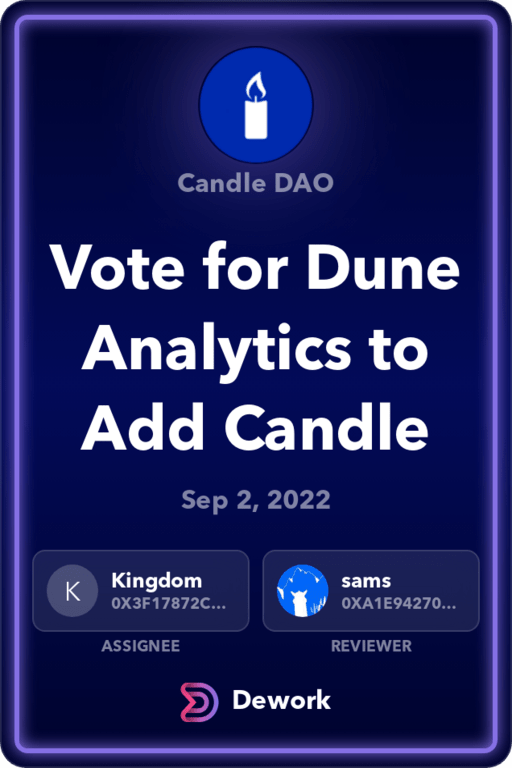 Candle DAO
Vote for Dune
Analytics to
Add Candle
Sep 2, 2022
K
Kingdom
0X3F17872C...
sams
0XA1E94270...
ASSIGNEE
REVIEWER
Dework